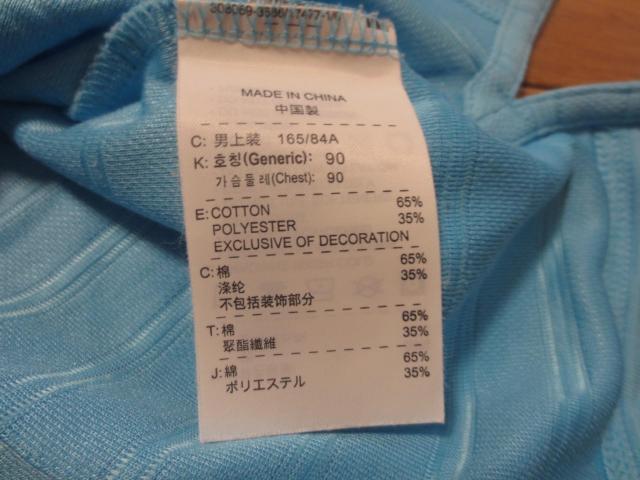 MADE IN CHINA
中国製
C: 男上装 165/84A
K: 호칭(Generic): 90
가슴둘레(Chest): 90
E: COTTON 65%
POLYESTER 35%
EXCLUSIVE OF DECORATION
C: 棉 65%
涤纶 35%
不包括装饰部分
T: 棉 65%
聚酯纖維 35%
J: 綿 65%
ポリエステル 35%